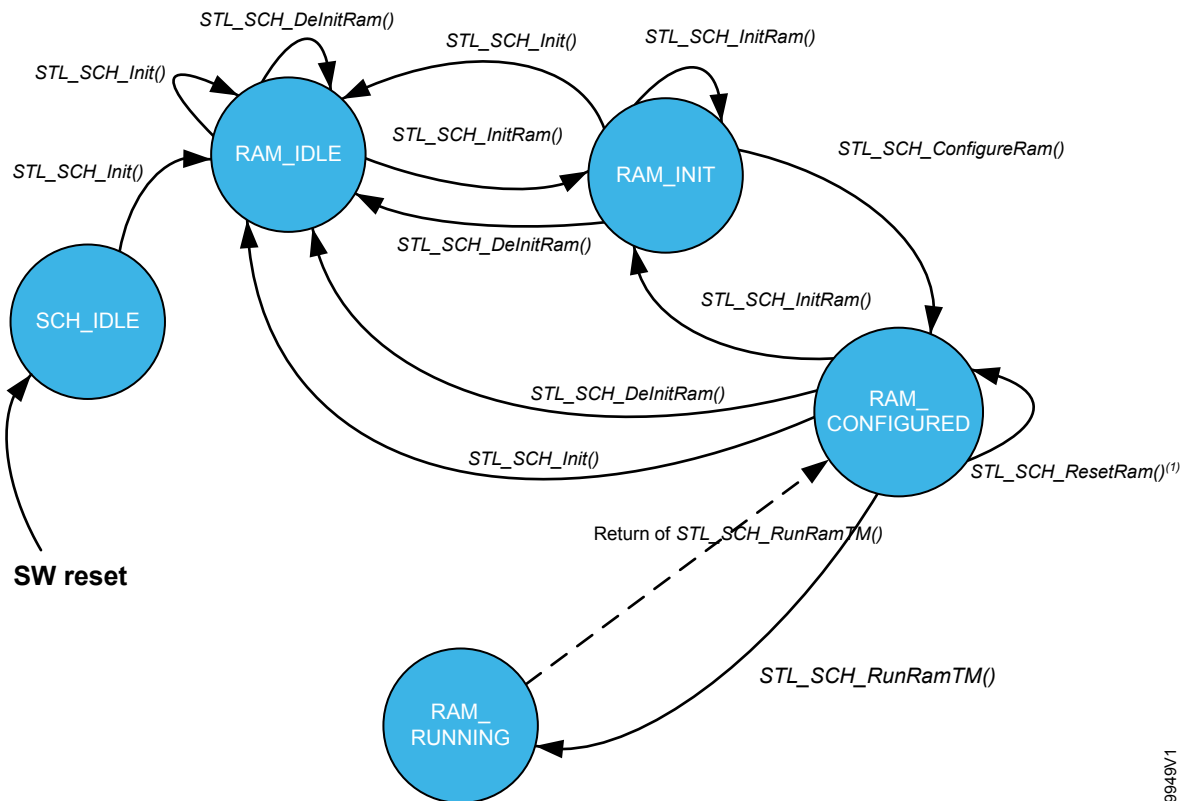 STL_SCH_DeInitRam()
STL_SCH_Init()
STL_SCH_InitRam()
STL_SCH_Init()
STL_SCH_InitRam()
RAM_IDLE
STL_SCH_ConfigureRam()
RAM_INIT
STL_SCH_Init()
STL_SCH_DeInitRam()
STL_SCH_InitRam()
SCH_IDLE
STL_SCH_DeInitRam()
RAM_
CONFIGURED
STL_SCH_Init()
STL_SCH_ResetRam()(1)
Return of STL_SCH_RunRamTM()
SW reset
STL_SCH_RunRamTM()
RAM_
RUNNING
9949V1